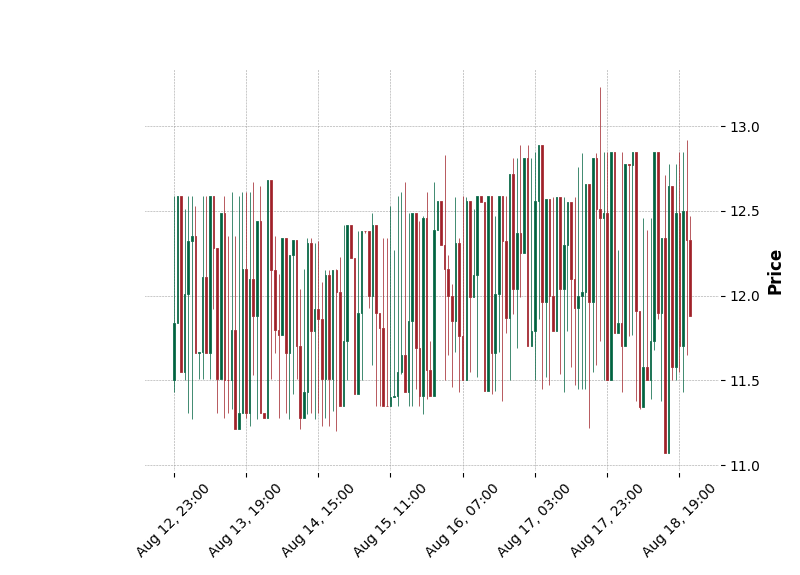 13.0
12.5
12.0
11.5
11.0
Price
Aug 12, 23:00
Aug 13, 19:00
Aug 14, 15:00
Aug 15, 11:00
Aug 16, 07:00
Aug 17, 03:00
Aug 17, 23:00
Aug 18, 19:00